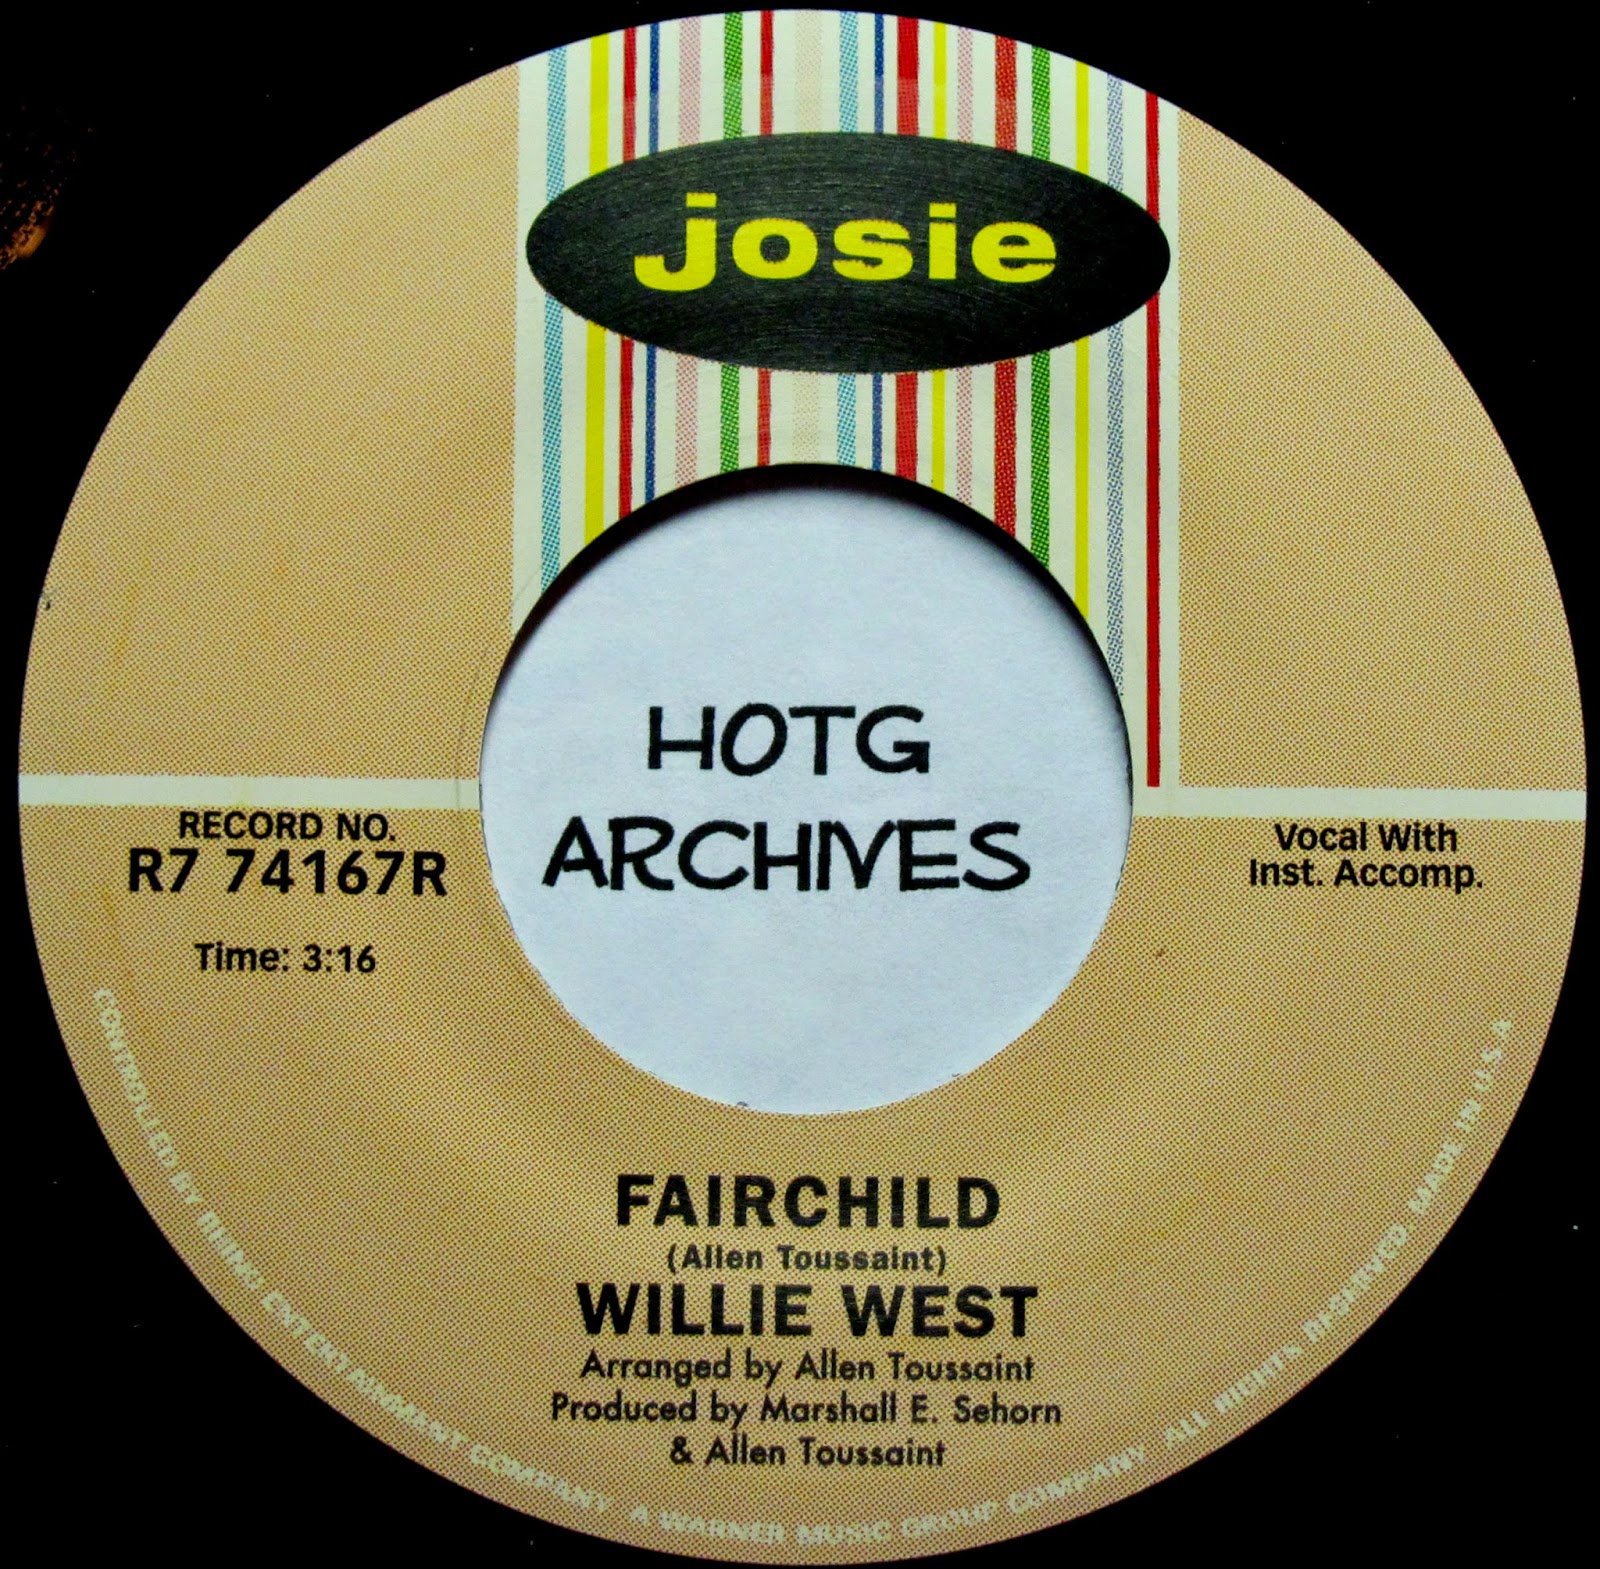 josie
HOTG
ARCHIVES
RECORD NO.
R7 74167R
Time: 3:16
Vocal With
Inst. Accomp.
FAIRCHILD
(Allen Toussaint)
WILLIE WEST
Arranged by Allen Toussaint
Produced by Marshall E. Sehorn
& Allen Toussaint
CONTROLLED BY RHINO ENTERTAINMENT COMPANY, A WARNER MUSIC GROUP COMPANY. ALL RIGHTS RESERVED. MADE IN U.S.A.